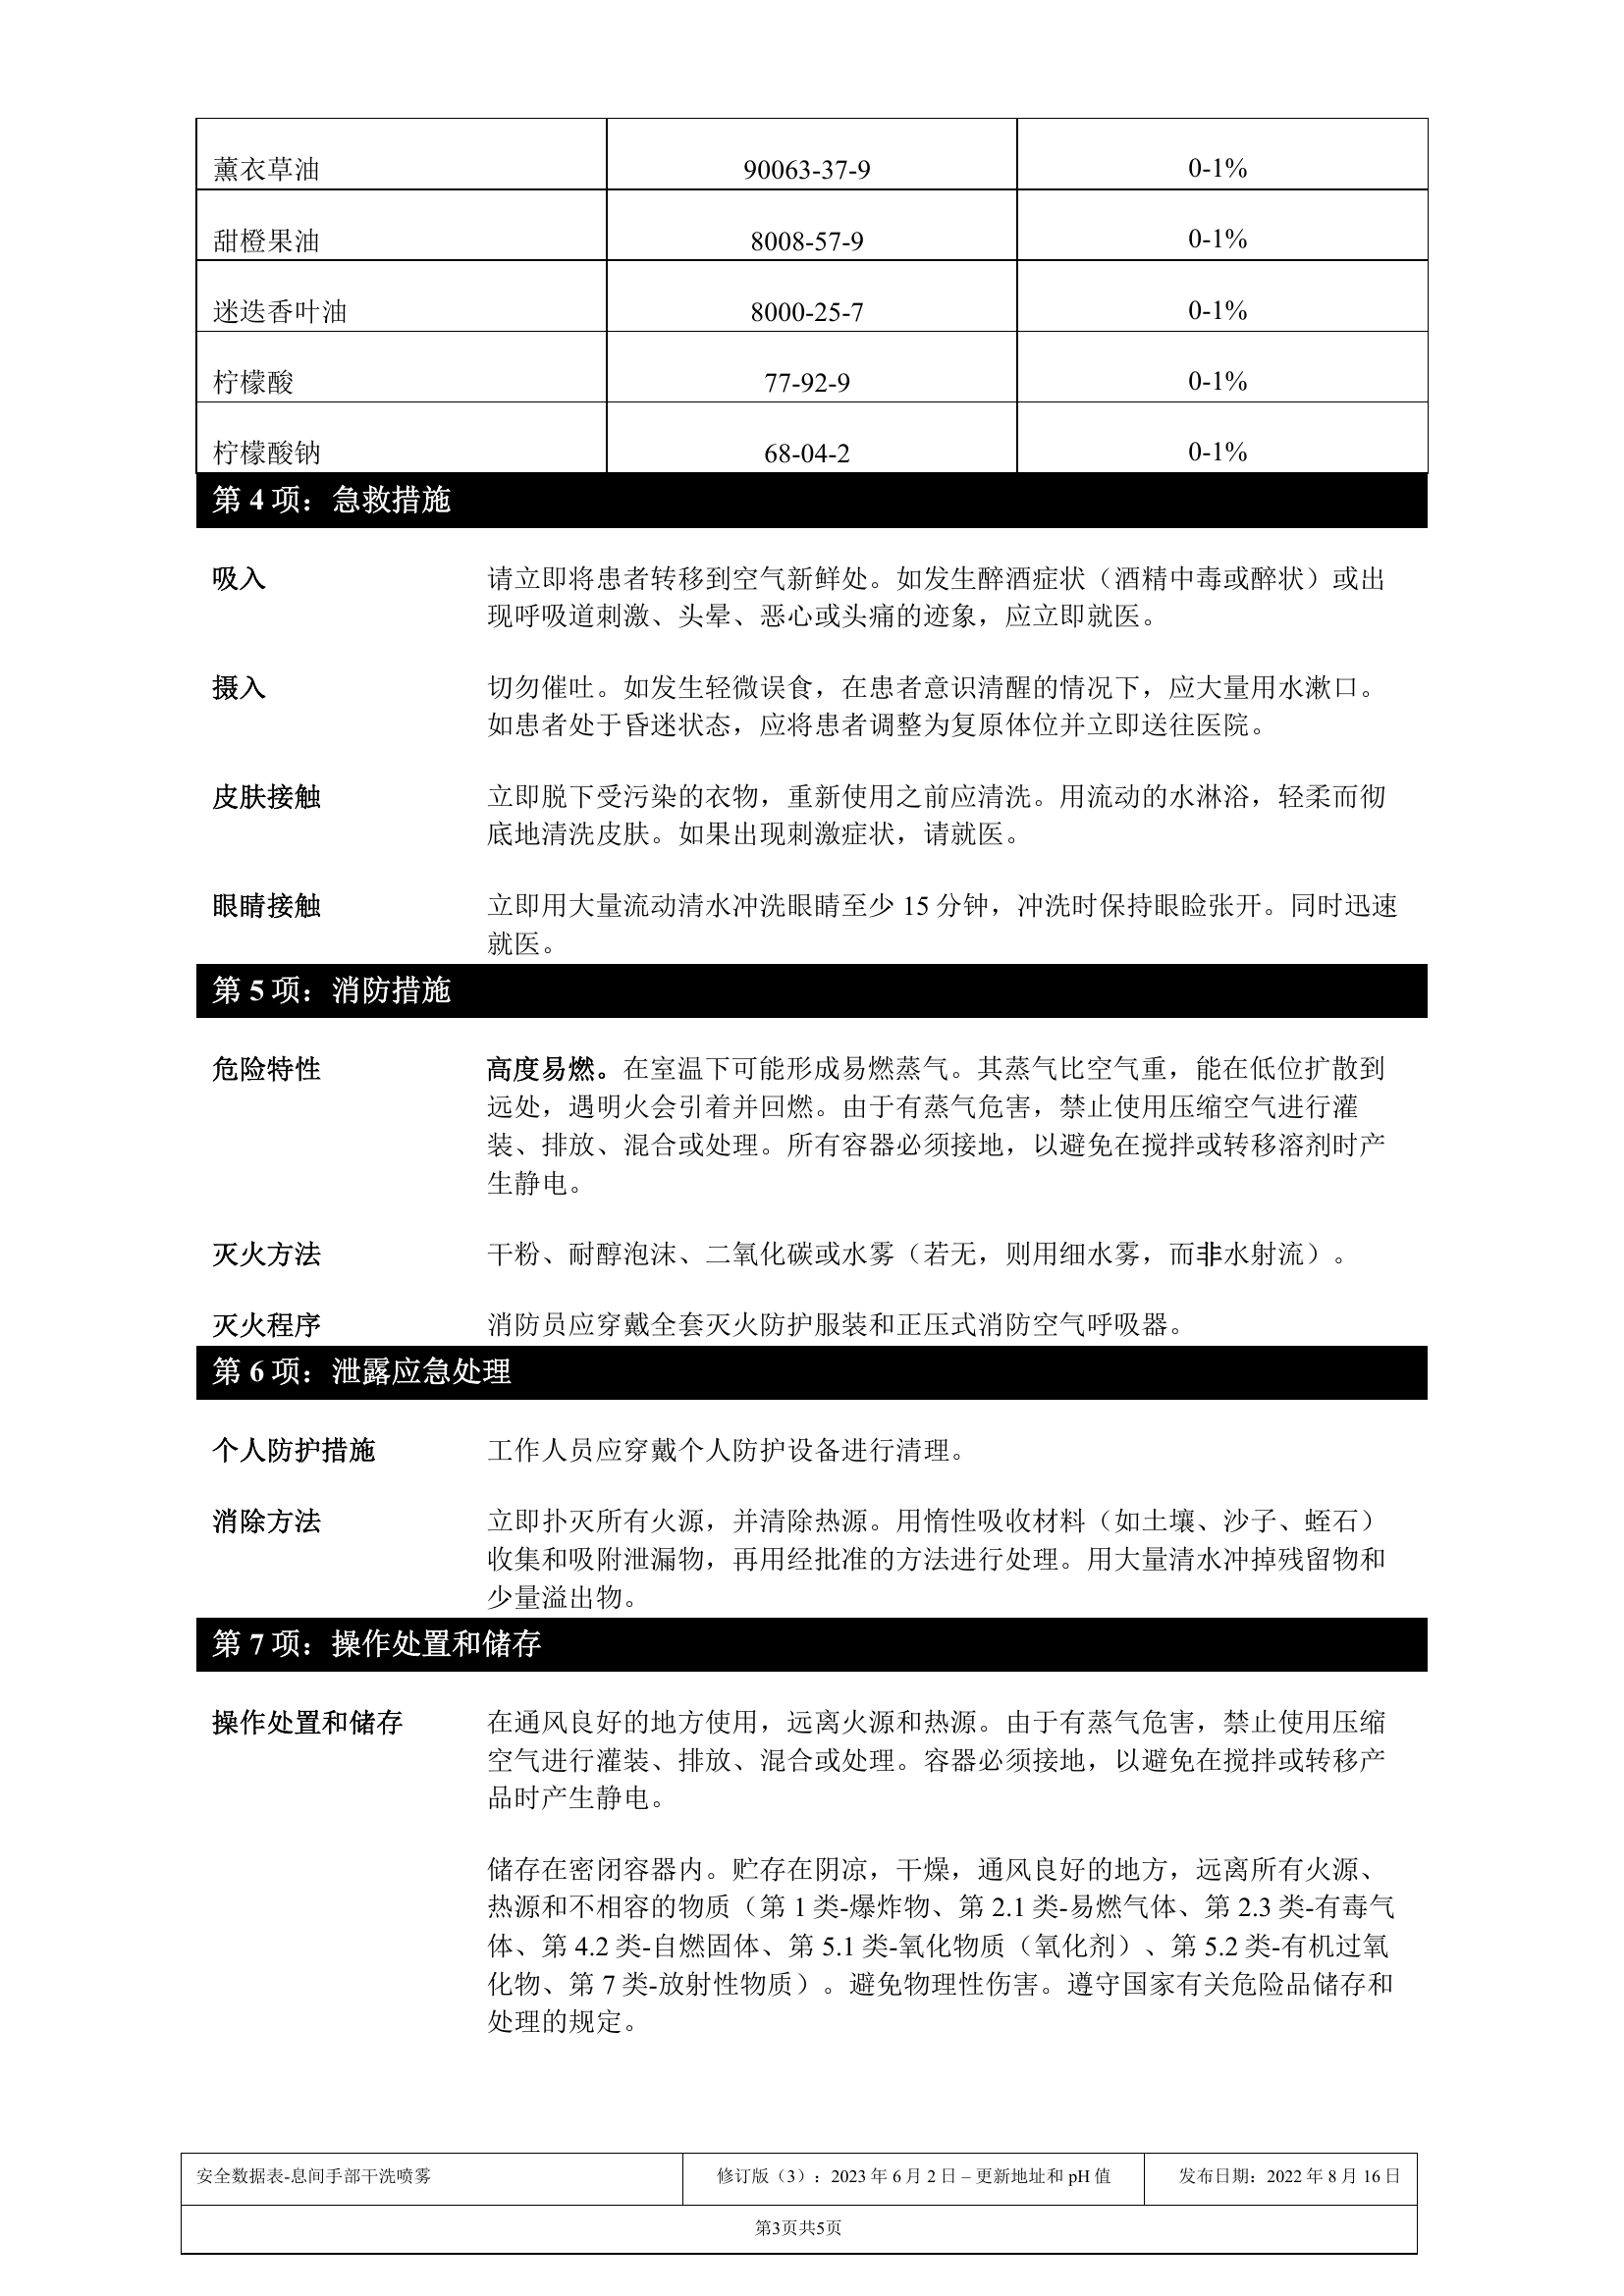 薰衣草油 90063-37-9 0-1%
甜橙果油 8008-57-9 0-1%
迷迭香叶油 8000-25-7 0-1%
柠檬酸 77-92-9 0-1%
柠檬酸钠 68-04-2 0-1%
第 4 项：急救措施
吸入 请立即将患者转移到空气新鲜处。如发生醉酒症状（酒精中毒或醉状）或出
现呼吸道刺激、头晕、恶心或头痛的迹象，应立即就医。
摄入 切勿催吐。如发生轻微误食，在患者意识清醒的情况下，应大量用水漱口。
如患者处于昏迷状态，应将患者调整为复原体位并立即送往医院。
皮肤接触 立即脱下受污染的衣物，重新使用之前应清洗。用流动的水淋浴，轻柔而彻
底地清洗皮肤。如果出现刺激症状，请就医。
眼睛接触 立即用大量流动清水冲洗眼睛至少 15 分钟，冲洗时保持眼睑张开。同时迅速
就医。
第 5 项：消防措施
危险特性 高度易燃。在室温下可能形成易燃蒸气。其蒸气比空气重，能在低位扩散到
远处，遇明火会引着并回燃。由于有蒸气危害，禁止使用压缩空气进行灌
装、排放、混合或处理。所有容器必须接地，以避免在搅拌或转移溶剂时产
生静电。
灭火方法 干粉、耐醇泡沫、二氧化碳或水雾（若无，则用细水雾，而非水射流）。
灭火程序 消防员应穿戴全套灭火防护服装和正压式消防空气呼吸器。
第 6 项：泄露应急处理
个人防护措施 工作人员应穿戴个人防护设备进行清理。
消除方法 立即扑灭所有火源，并清除热源。用惰性吸收材料（如土壤、沙子、蛭石）
收集和吸附泄漏物，再用经批准的方法进行处理。用大量清水冲掉残留物和
少量溢出物。
第 7 项：操作处置和储存
操作处置和储存 在通风良好的地方使用，远离火源和热源。由于有蒸气危害，禁止使用压缩
空气进行灌装、排放、混合或处理。容器必须接地，以避免在搅拌或转移产
品时产生静电。
储存在密闭容器内。贮存在阴凉，干燥，通风良好的地方，远离所有火源、
热源和不相容的物质（第 1 类-爆炸物、第 2.1 类-易燃气体、第 2.3 类-有毒气
体、第 4.2 类-自燃固体、第 5.1 类-氧化物质（氧化剂）、第 5.2 类-有机过氧
化物、第 7 类-放射性物质）。避免物理性伤害。遵守国家有关危险品储存和
处理的规定。
安全数据表-息间手部干洗喷雾 修订版（3）：2023 年 6 月 2 日 – 更新地址和 pH 值 发布日期：2022 年 8 月 16 日
第3页共5页